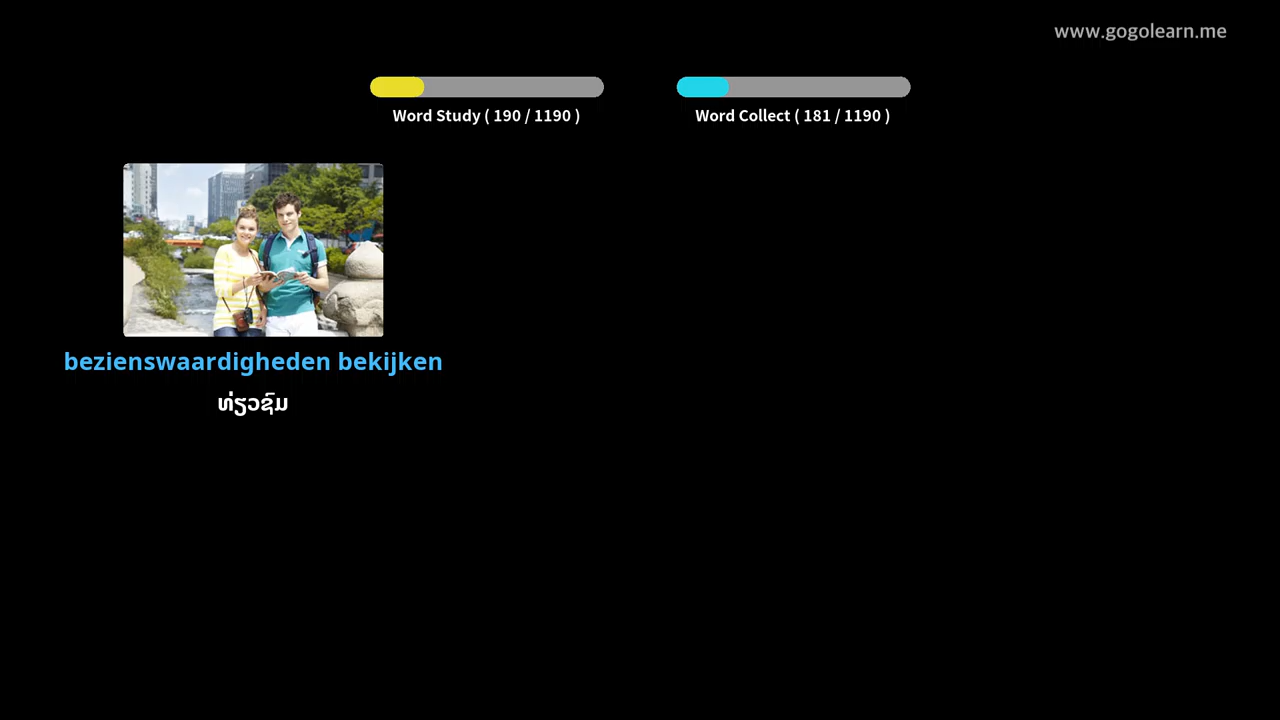 www.gogolearn.me
Word Study ( 190 / 1190 )
Word Collect ( 181 / 1190 )
bezienswaardigheden bekijken
ທ່ຽວຊົມ